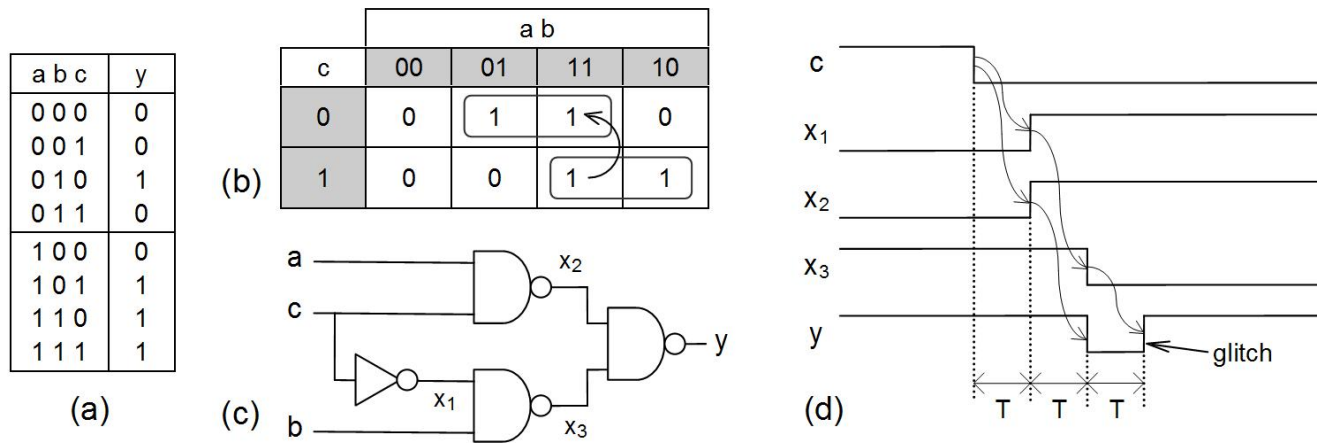 a b c y
0 0 0 0
0 0 1 0
0 1 0 1
0 1 1 0
1 0 0 0
1 0 1 1
1 1 0 1
1 1 1 1
(a)
a b
c 00 01 11 10
0 0 1 1 0
1 0 0 1 1
(b)
a
c
b
x1
x2
x3
y
(c)
c
x1
x2
x3
y
glitch
T T T
(d)